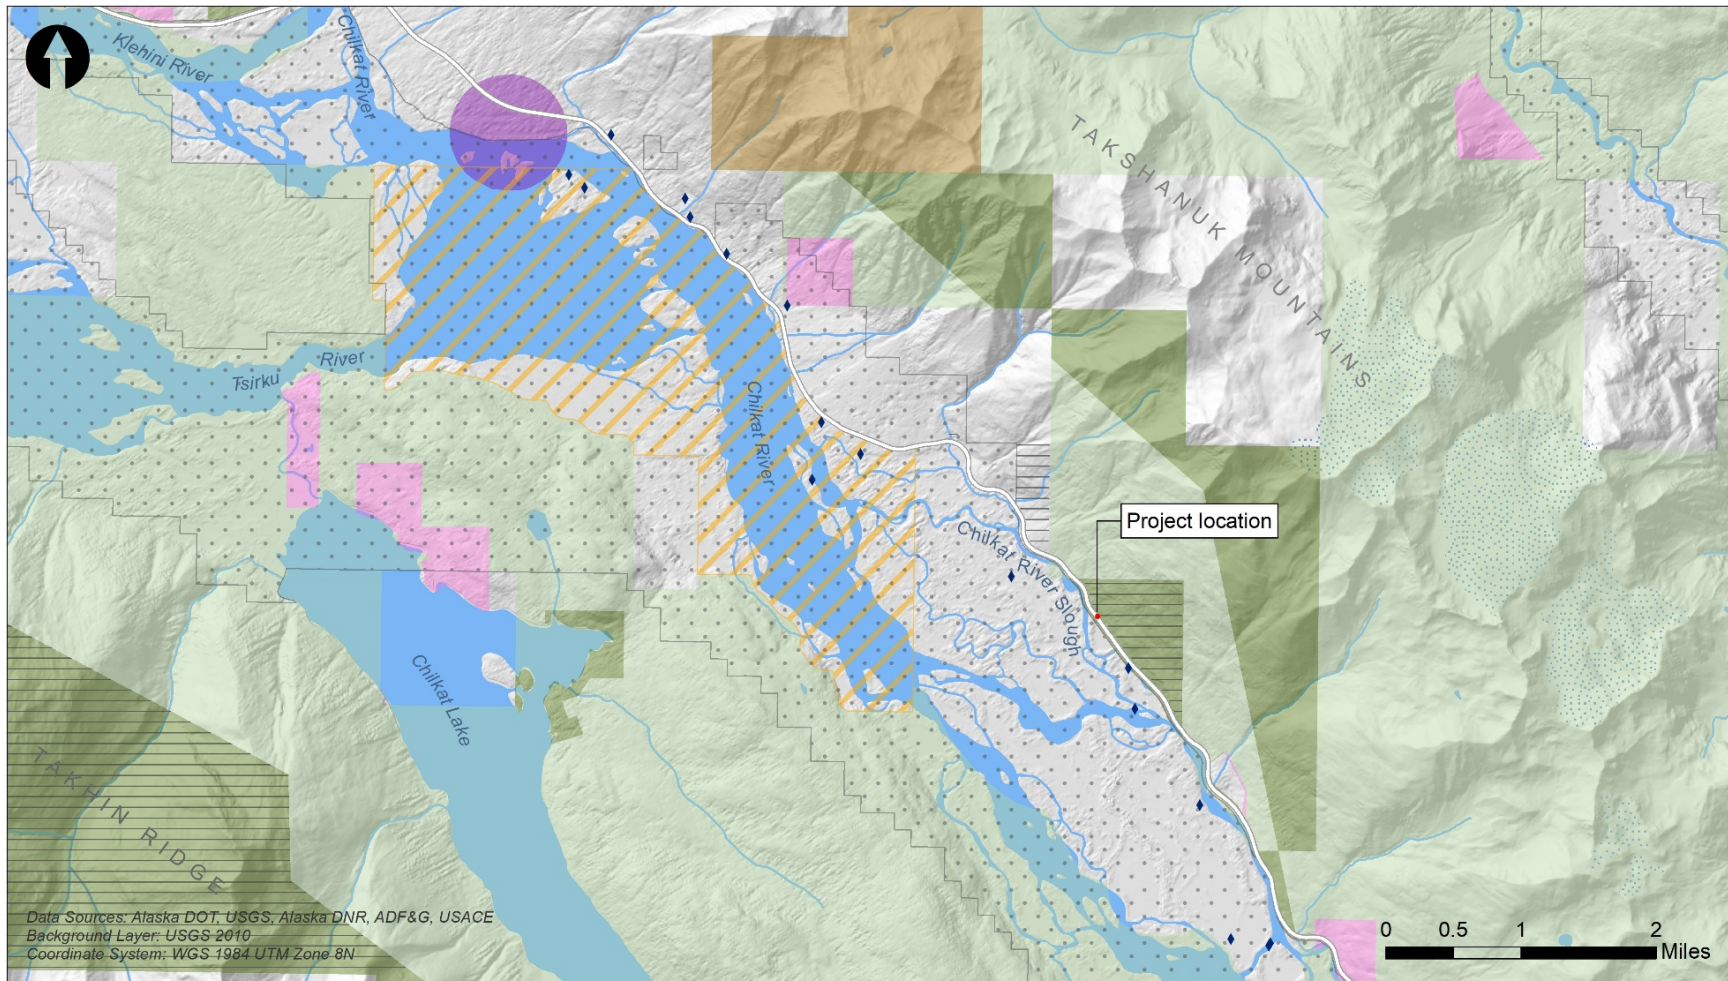 Klehini River
Chilkat River
TAKSHANUK MOUNTAINS
Tsirku River
Chilkat River
Project location
Chilkat River Slough
Chilkat Lake
TAKHIN RIDGE
Data Sources: Alaska DOT, USGS, Alaska DNR, ADF&G, USACE
Background Layer: USGS 2010
Coordinate System: WGS 1984 UTM Zone 8N
0 0.5 1 2
Miles